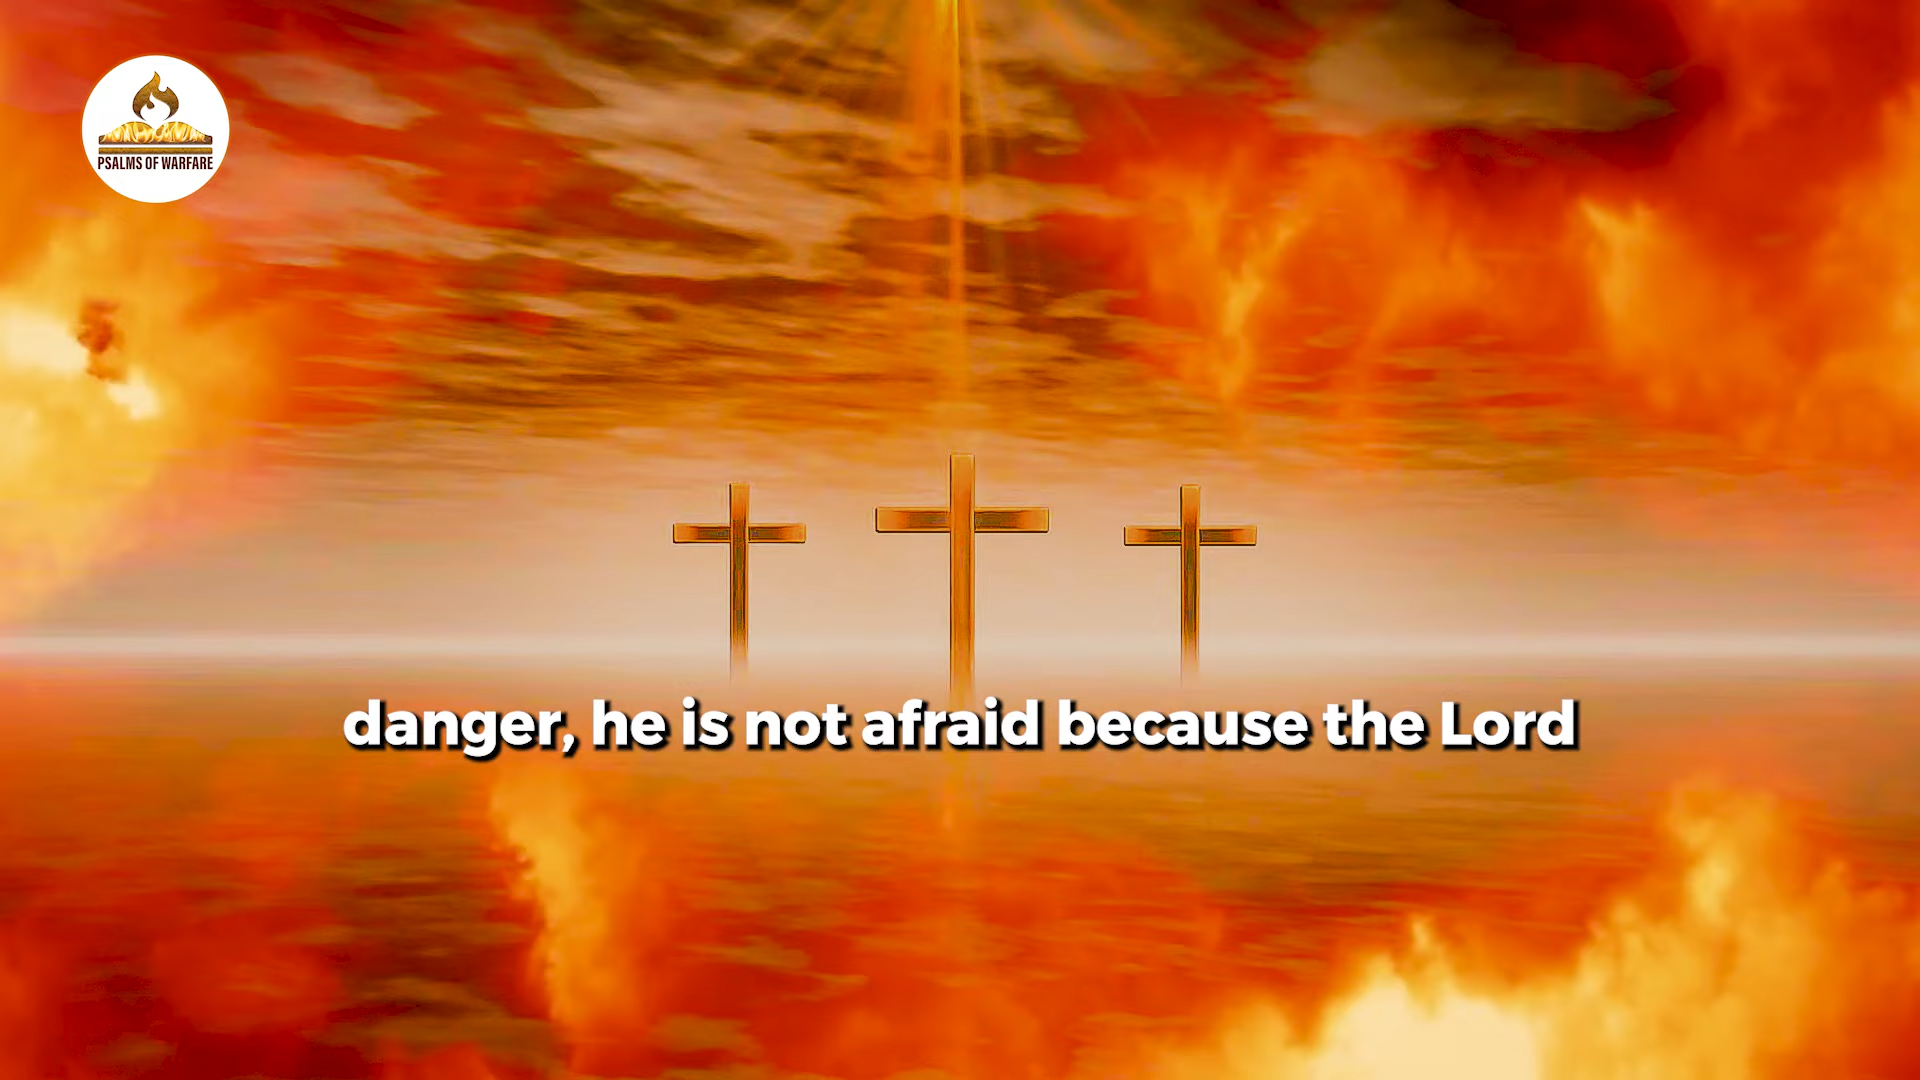 PSALMS OF WARFARE
danger, he is not afraid because the Lord